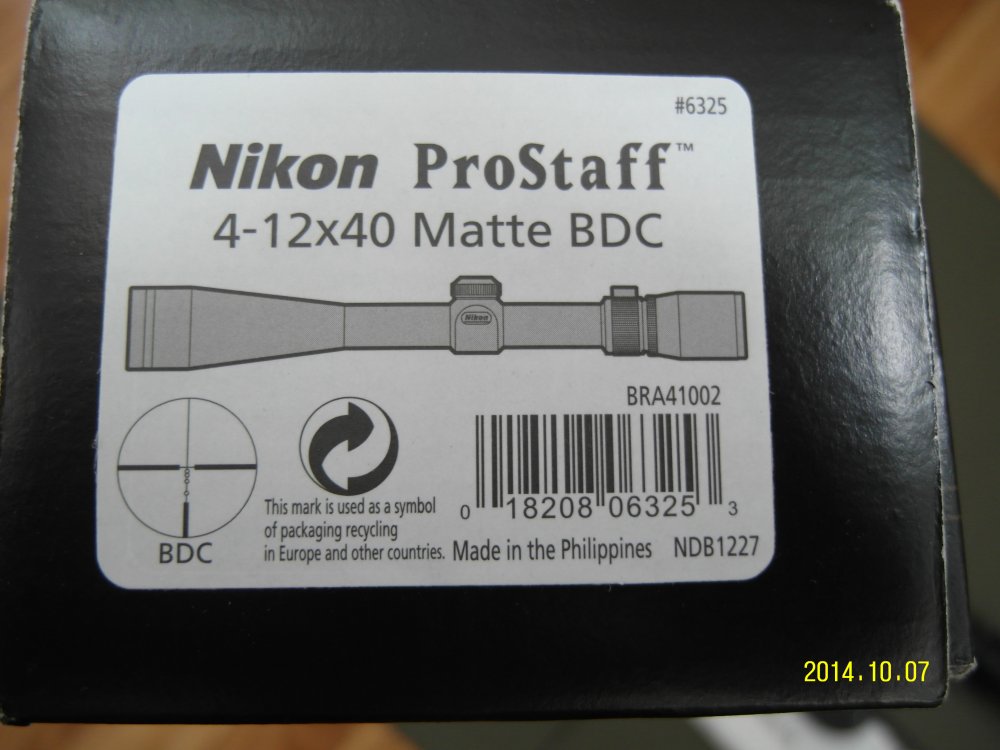 #6325
Nikon ProStaff™
4-12x40 Matte BDC
Nikon
BRA41002
BDC
This mark is used as a symbol
of packaging recycling
in Europe and other countries.
0 18208 06325 3
Made in the Philippines NDB1227
2014.10.07